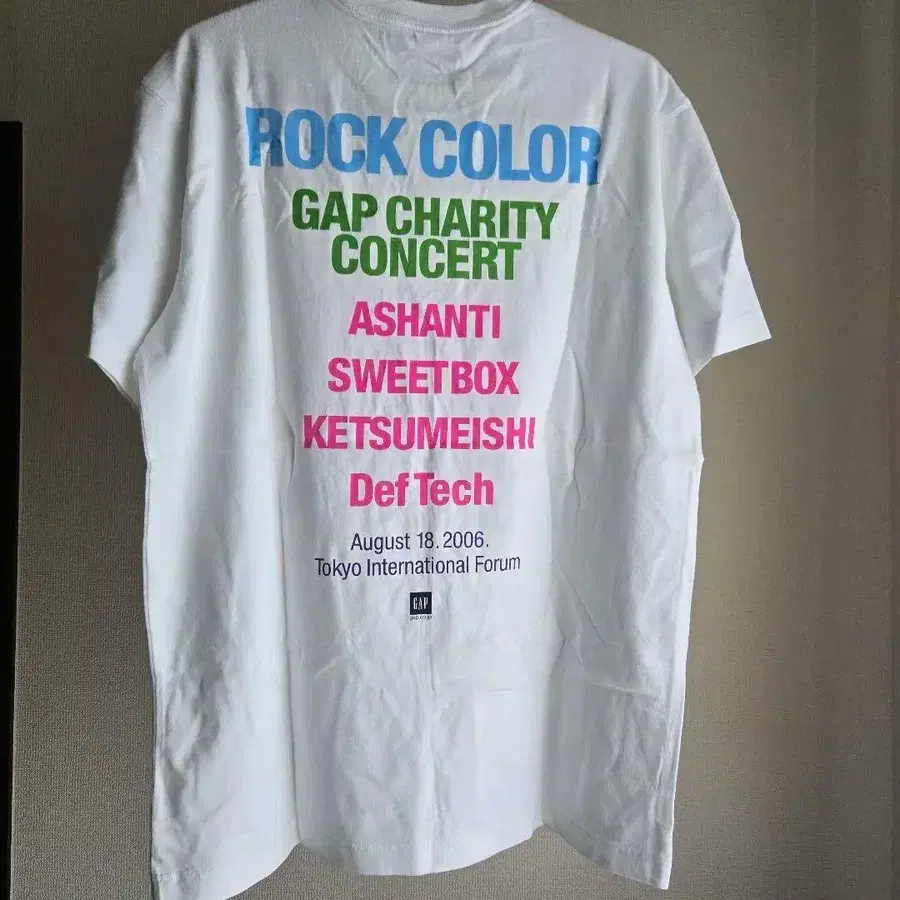 ROCK COLOR
GAP CHARITY
CONCERT
ASHANTI
SWEETBOX
KETSUMEISHI
Def Tech
August 18.2006.
Tokyo International Forum
GAP